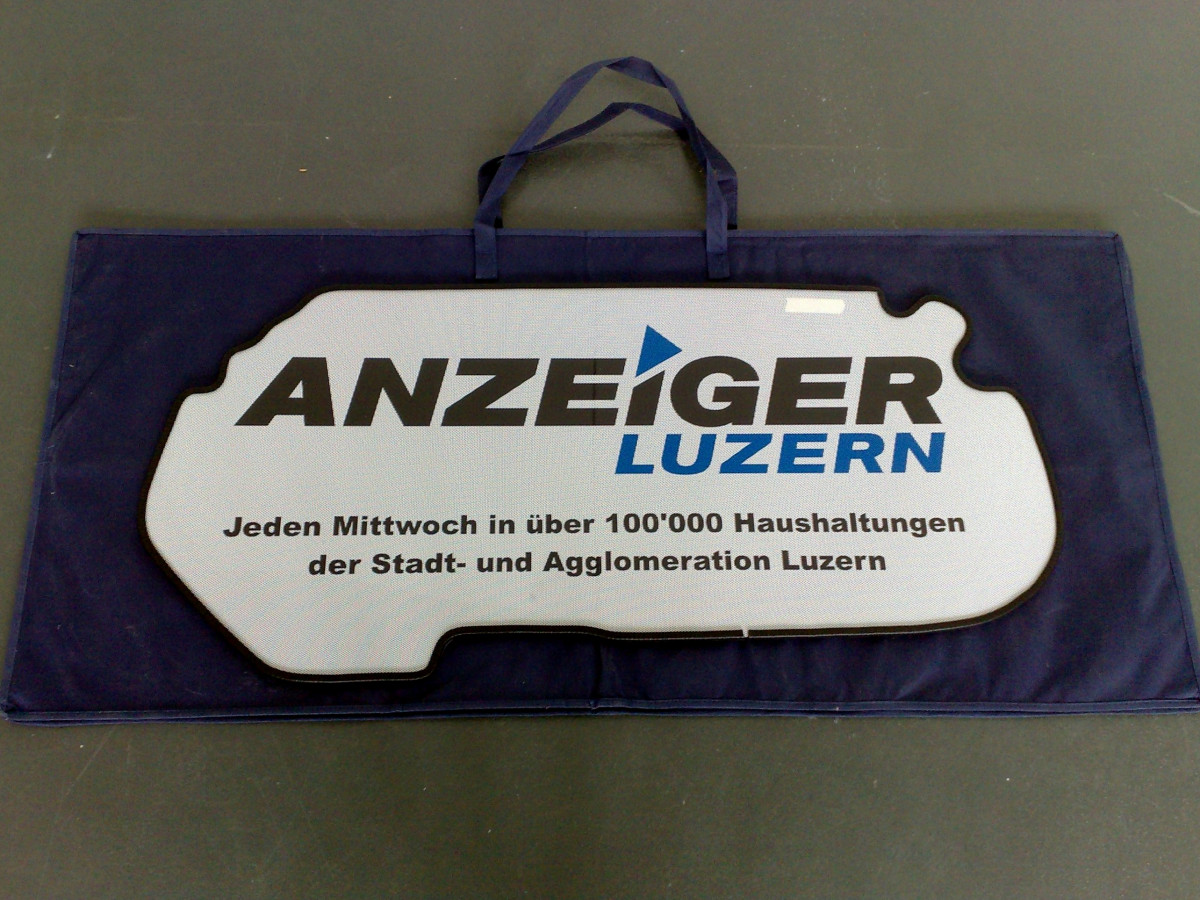 ANZEIGER
LUZERN
Jeden Mittwoch in über 100'000 Haushaltungen
der Stadt- und Agglomeration Luzern